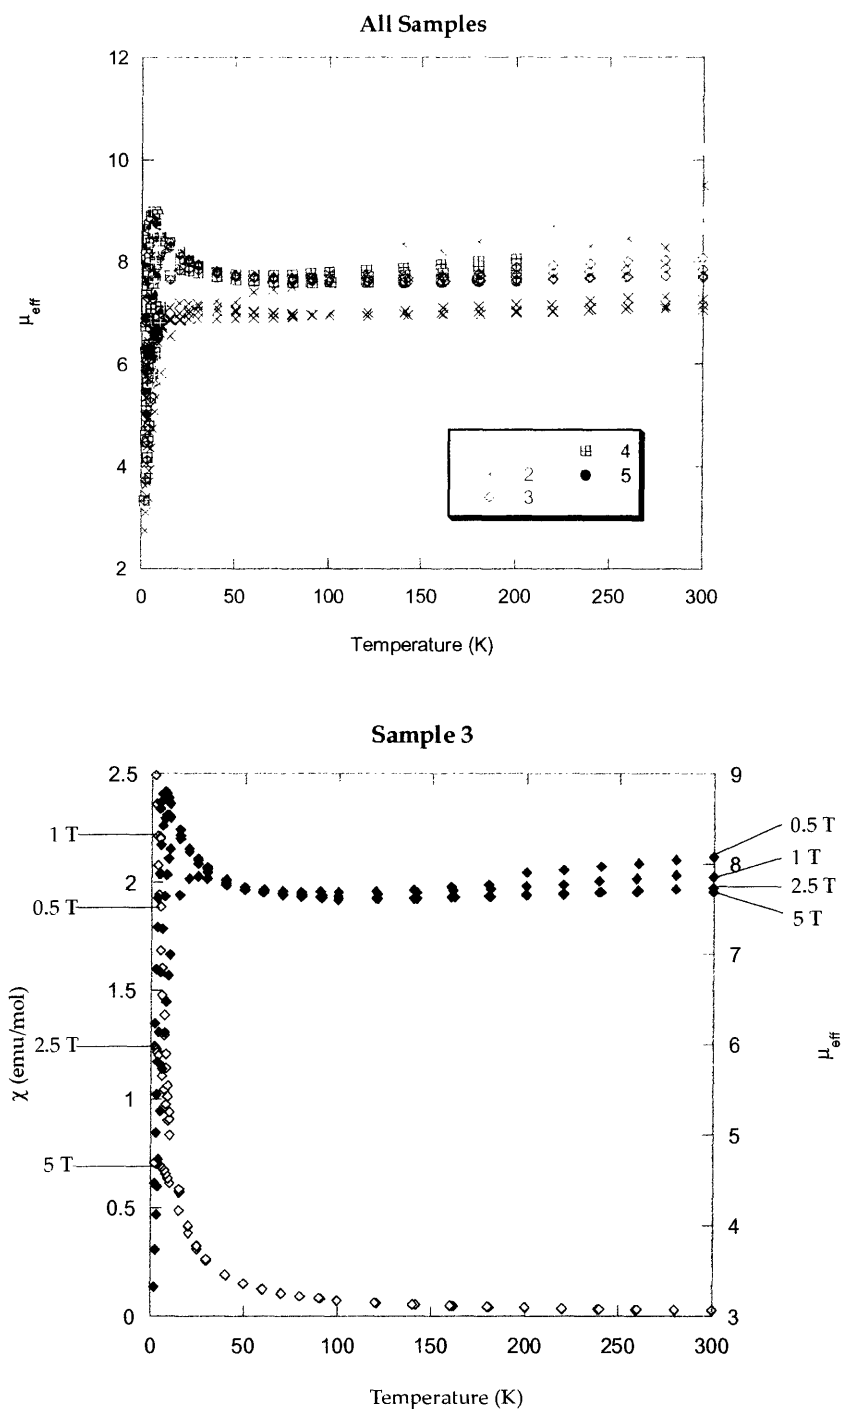 All Samples
12
10
8
6
4
2
μeff
4
2 5
3
0 50 100 150 200 250 300
Temperature (K)
Sample 3
2.5 9
0.5 T
1 T
8
1 T
2
2.5 T
0.5 T
5 T
7
1.5
χ (emu/mol)
2.5 T
6
μeff
1
5
5 T
0.5
4
0 3
0 50 100 150 200 250 300
Temperature (K)